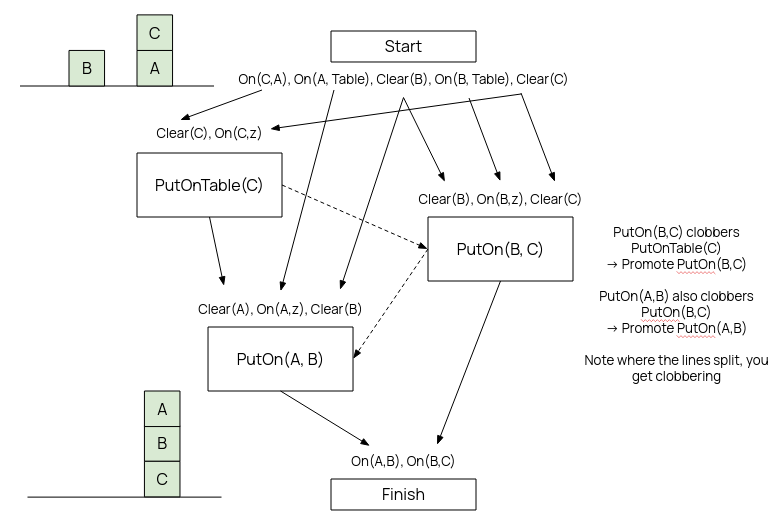 C
B
A
Start
On(C,A), On(A, Table), Clear(B), On(B, Table), Clear(C)
Clear(C), On(C,z)
PutOnTable(C)
Clear(B), On(B,z), Clear(C)
PutOn(B, C)
PutOn(B,C) clobbers
PutOnTable(C)
→ Promote PutOn(B,C)
PutOn(A,B) also clobbers
PutOn(B,C)
→ Promote PutOn(A,B)
Note where the lines split, you
get clobbering
Clear(A), On(A,z), Clear(B)
PutOn(A, B)
A
B
C
On(A,B), On(B,C)
Finish